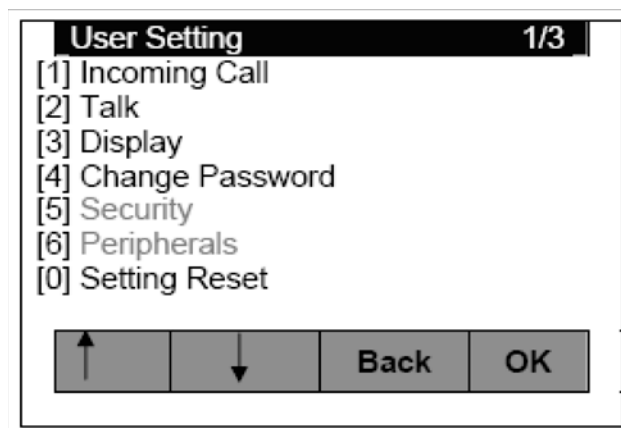 User Setting 1/3
[1] Incoming Call
[2] Talk
[3] Display
[4] Change Password
[5] Security
[6] Peripherals
[0] Setting Reset
↑ ↓ Back OK